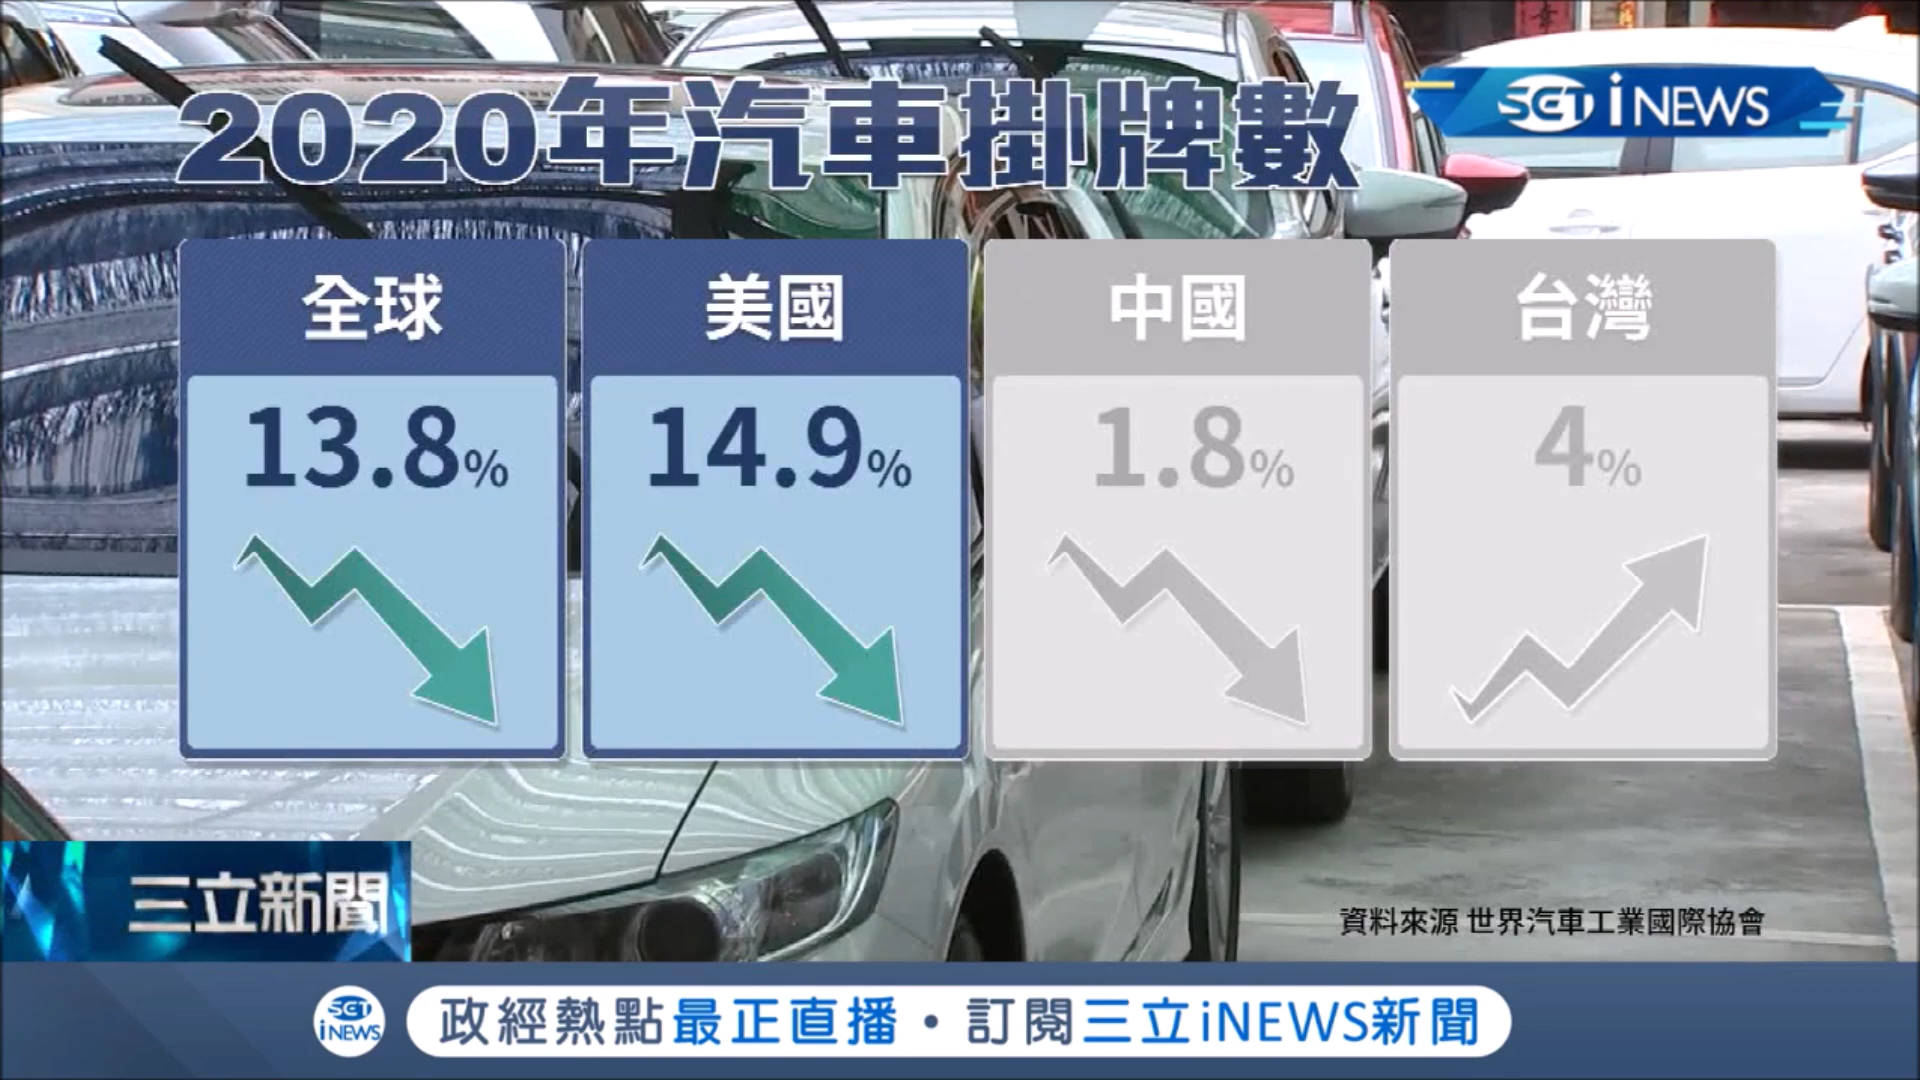 2020年汽車掛牌數
SET iNEWS
全球
13.8%
美國
14.9%
中國
1.8%
台灣
4%
三立新聞
資料來源 世界汽車工業國際協會
SET iNEWS
政經熱點最正直播・訂閱三立iNEWS新聞